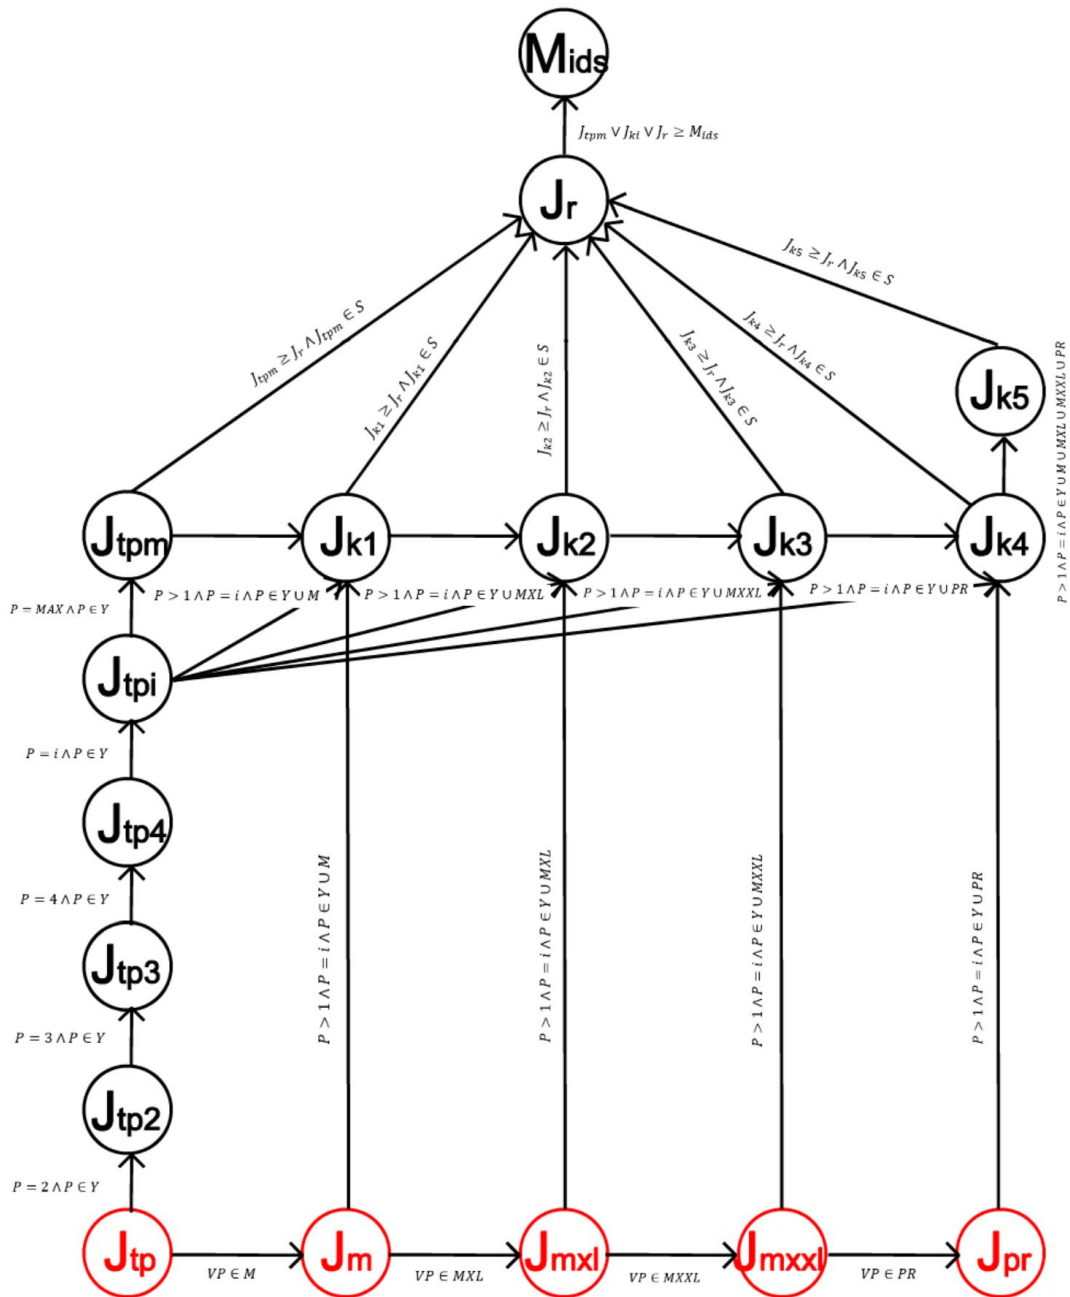 Mids
Jtpm ∨ Jki ∨ Jr ≥ Mids
Jr
Jk5 ≥ Jr ∧ Jk5 ∈ S
Jtpm ≥ Jr ∧ Jtpm ∈ S
Jk1 ≥ Jr ∧ Jk1 ∈ S
Jk2 ≥ Jr ∧ Jk2 ∈ S
Jk3 ≥ Jr ∧ Jk3 ∈ S
Jk4 ≥ Jr ∧ Jk4 ∈ S
Jk5
P > 1 ∧ P = i ∧ P ∈ Y ∪ M ∪ MXL ∪ MXXL ∪ PR
Jtpm
Jk1
Jk2
Jk3
Jk4
P = MAX ∧ P ∈ Y
P > 1 ∧ P = i ∧ P ∈ Y ∪ M
P > 1 ∧ P = i ∧ P ∈ Y ∪ MXL
P > 1 ∧ P = i ∧ P ∈ Y ∪ MXXL
P > 1 ∧ P = i ∧ P ∈ Y ∪ PR
Jtpi
P = i ∧ P ∈ Y
Jtp4
P = 4 ∧ P ∈ Y
Jtp3
P = 3 ∧ P ∈ Y
Jtp2
P = 2 ∧ P ∈ Y
P > 1 ∧ P = i ∧ P ∈ Y ∪ M
P > 1 ∧ P = i ∧ P ∈ Y ∪ MXL
P > 1 ∧ P = i ∧ P ∈ Y ∪ MXXL
P > 1 ∧ P = i ∧ P ∈ Y ∪ PR
Jtp
VP ∈ M
Jm
VP ∈ MXL
Jmxl
VP ∈ MXXL
Jmxxl
VP ∈ PR
Jpr